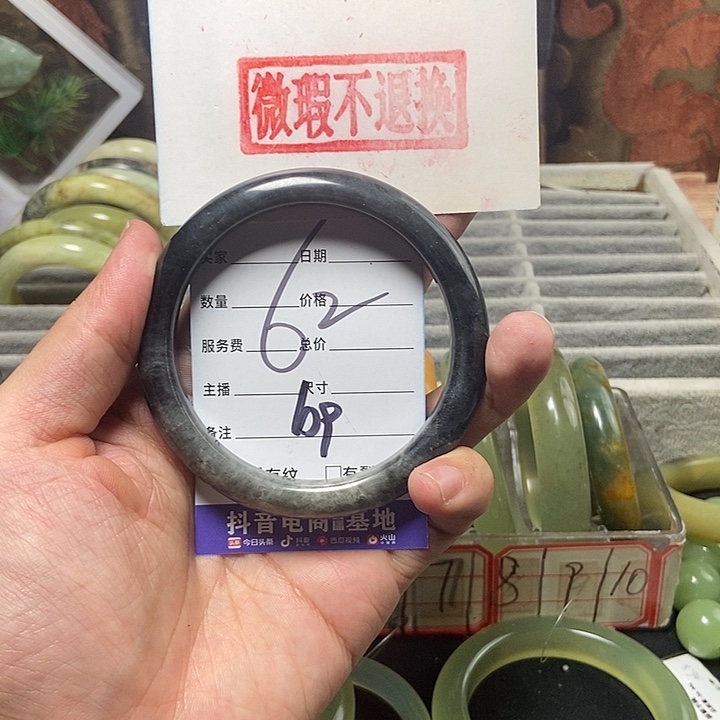 微瑕不退换
买家 日期
数量 价格
62
服务费 总价
主播 尺寸
bp
备注
有纹 □有裂
抖音电商 基地
今日头条 抖音 西瓜视频 火山
7 8 9 10